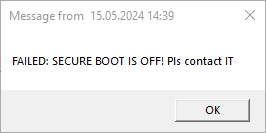 Message from 15.05.2024 14:39
FAILED: SECURE BOOT IS OFF! Pls contact IT
OK